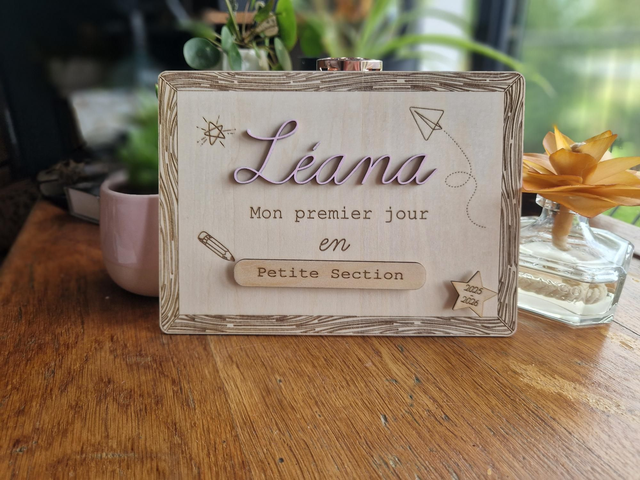 Léana
Mon premier jour
en
Petite Section
2025
2026